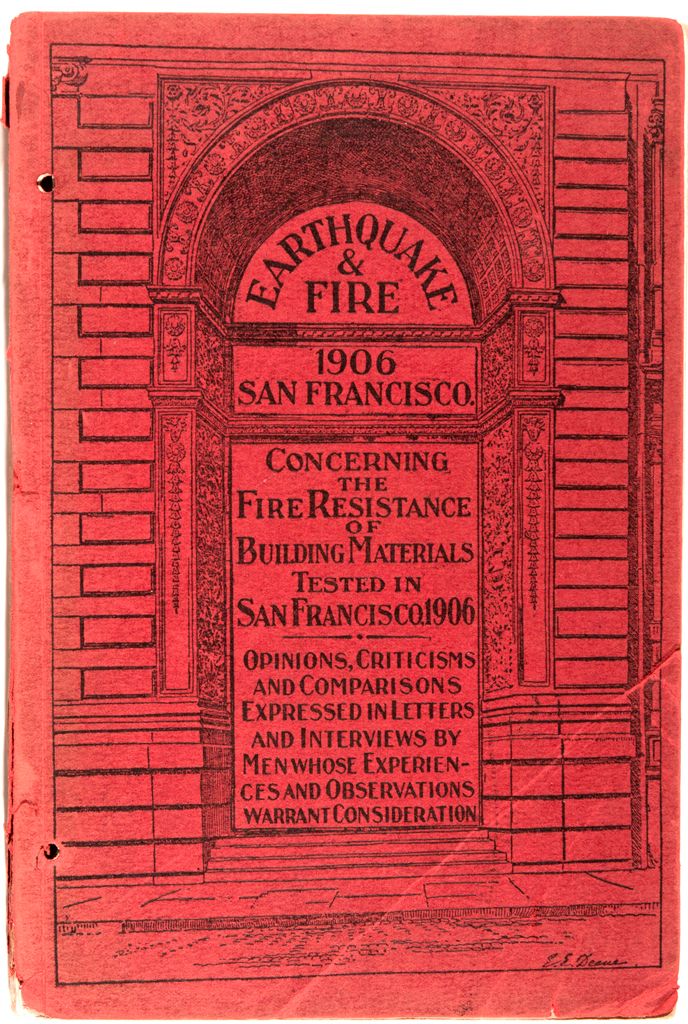 EARTHQUAKE
&
FIRE
1906
SAN FRANCISCO.
CONCERNING
THE
FIRE RESISTANCE
OF
BUILDING MATERIALS
TESTED IN
SAN FRANCISCO, 1906
OPINIONS, CRITICISMS
AND COMPARISONS
EXPRESSED IN LETTERS
AND INTERVIEWS BY
MEN WHOSE EXPERIEN-
CES AND OBSERVATIONS
WARRANT CONSIDERATION